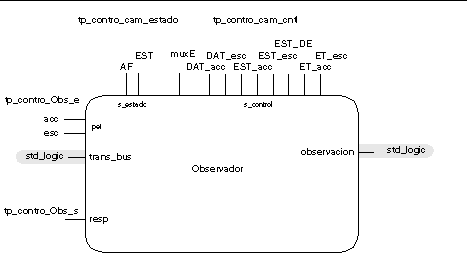 tp_contro_cam_estado tp_contro_cam_cntl
EST_DE
EST muxE DAT_esc EST_esc ET_esc
AF DAT_acc EST_acc ET_acc
tp_contro_Obs_e s_estado s_control
acc
pet
esc
std_logic trans_bus observacion std_logic
Observador
tp_contro_Obs_s resp